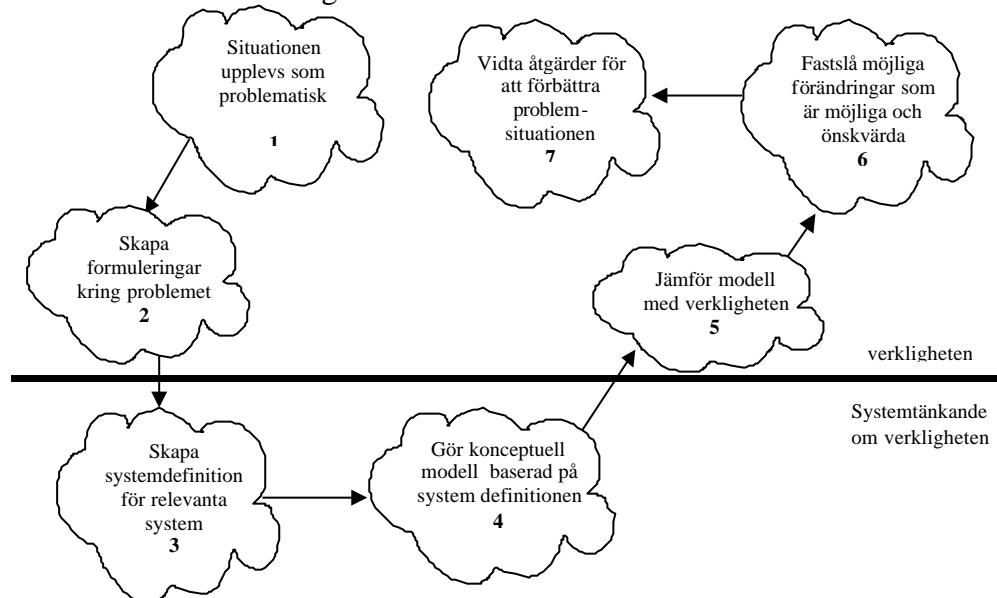 Situationen
upplevs som
problematisk
1
Skapa
formuleringar
kring problemet
2
Skapa
systemdefinition
för relevanta
system
3
Gör konceptuell
modell baserad på
system definitionen
4
Jämför modell
med verkligheten
5
Fastslå möjliga
förändringar som
är möjliga och
önskvärda
6
Vidta åtgärder för
att förbättra
problem-
situationen
7
verkligheten
Systemtänkande
om verkligheten